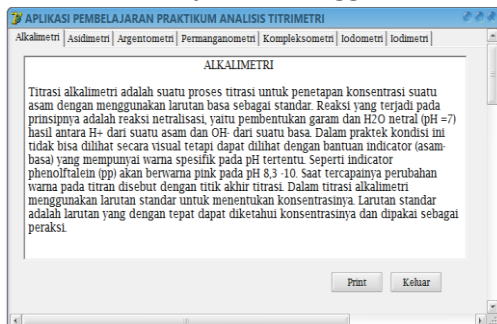 APLIKASI PEMBELAJARAN PRAKTIKUM ANALISIS TITRIMETRI
Alkalimetri Asidimetri Argentometri Permanganometri Kompleksometri Iodometri Iodimetri
ALKALIMETRI
Titrasi alkalimetri adalah suatu proses titrasi untuk penetapan konsentrasi suatu
asam dengan menggunakan larutan basa sebagai standar. Reaksi yang terjadi pada
prinsipnya adalah reaksi netralisasi, yaitu pembentukan garam dan H2O netral (pH =7)
hasil antara H+ dari suatu asam dan OH- dari suatu basa. Dalam praktek kondisi ini
tidak bisa dilihat secara visual tetapi dapat dilihat dengan bantuan indicator (asam-
basa) yang mempunyai warna spesifik pada pH tertentu. Seperti indicator
phenolftalein (pp) akan berwarna pink pada pH 8,3 -10. Saat tercapainya perubahan
warna pada titran disebut dengan titik akhir titrasi. Dalam titrasi alkalimetri
menggunakan larutan standar untuk menentukan konsentrasinya. Larutan standar
adalah larutan yang dengan tepat dapat diketahui konsentrasinya dan dipakai sebagai
peraksi.
Print Keluar